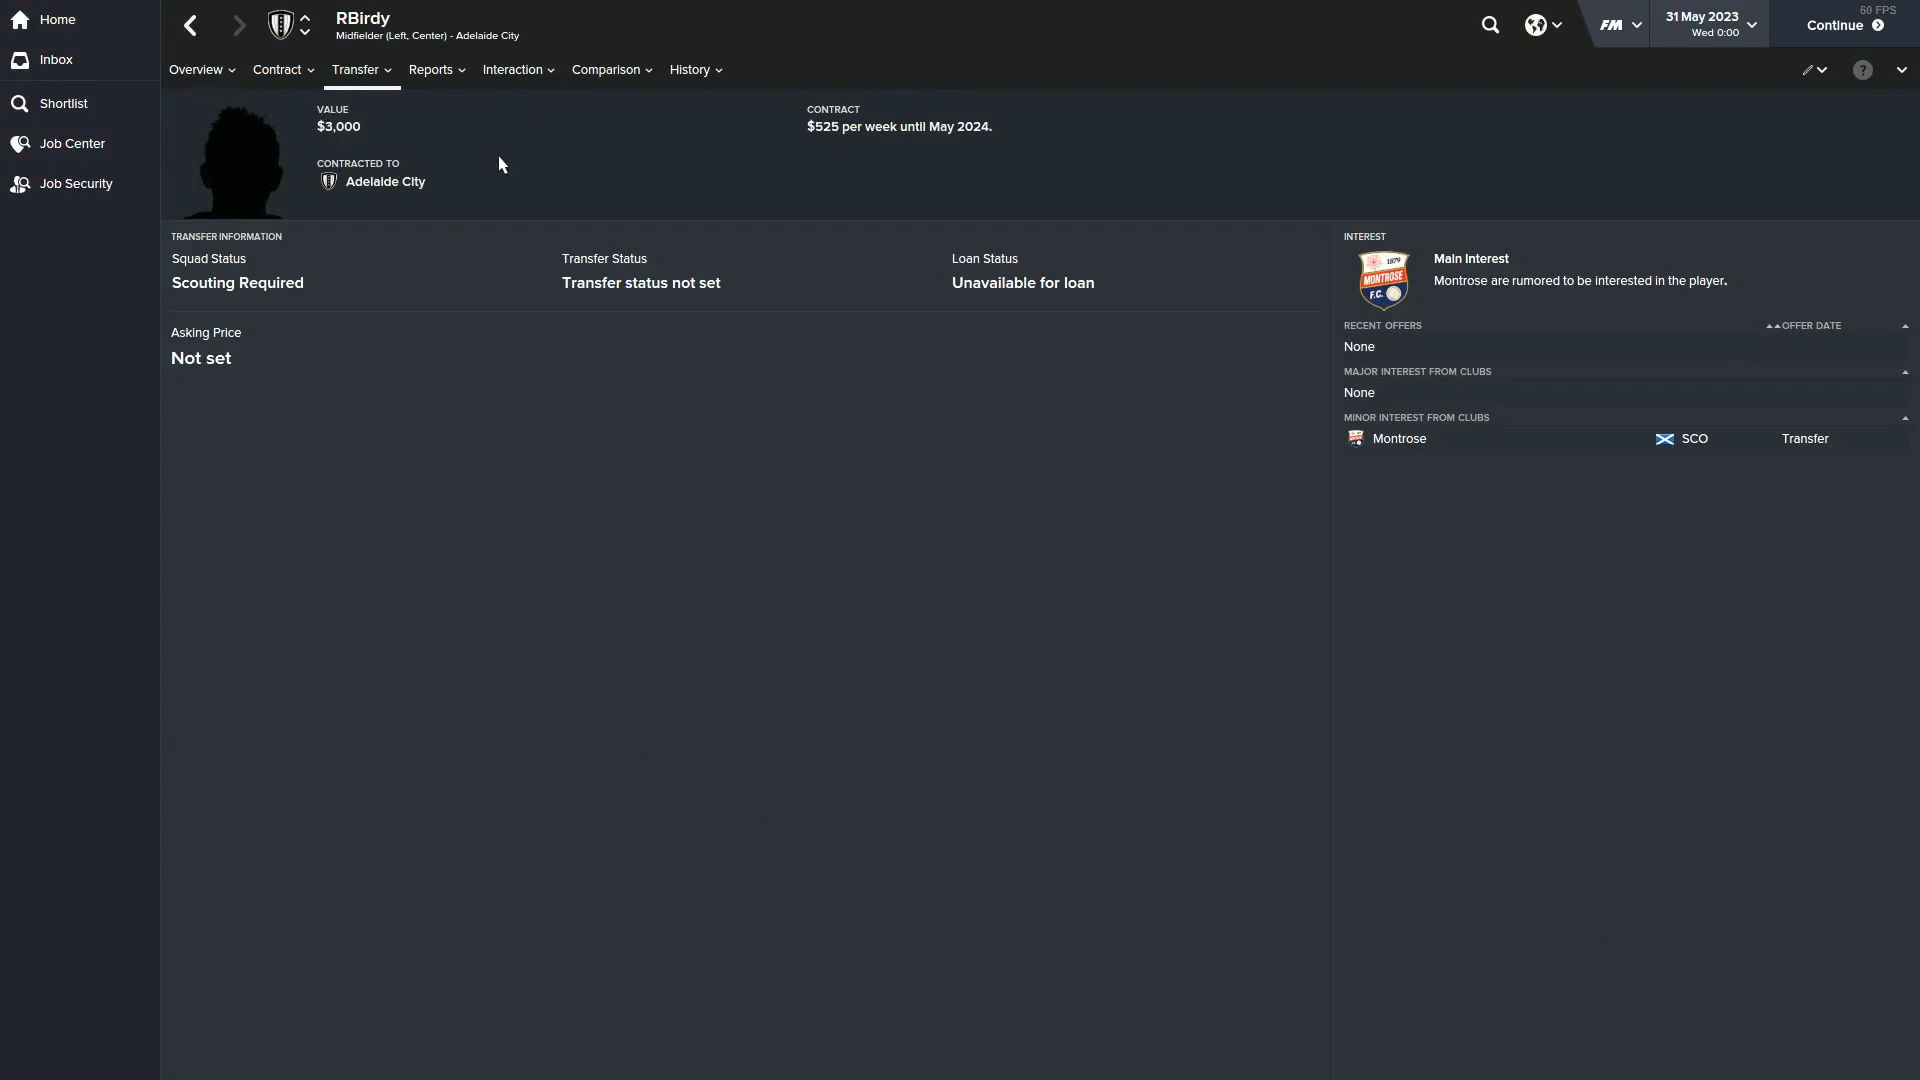 Home
Inbox
Shortlist
Job Center
Job Security
RBirdy
Midfielder (Left, Center) - Adelaide City
FM
31 May 2023
Wed 0:00
60 FPS
Continue
Overview
Contract
Transfer
Reports
Interaction
Comparison
History
?
VALUE
$3,000
CONTRACTED TO
Adelaide City
CONTRACT
$525 per week until May 2024.
TRANSFER INFORMATION
Squad Status
Scouting Required
Transfer Status
Transfer status not set
Loan Status
Unavailable for loan
Asking Price
Not set
INTEREST
1879
MONTROSE
F.C.
Main Interest
Montrose are rumored to be interested in the player.
RECENT OFFERS
OFFER DATE
None
MAJOR INTEREST FROM CLUBS
None
MINOR INTEREST FROM CLUBS
Montrose
SCO
Transfer